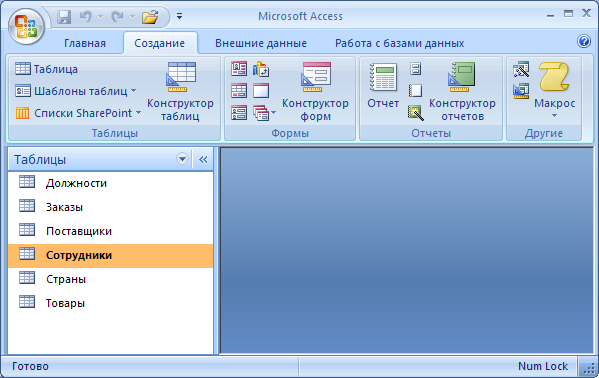 Microsoft Access
Главная Создание Внешние данные Работа с базами данных
Таблица
Шаблоны таблиц
Списки SharePoint
Конструктор таблиц
Таблицы
Конструктор форм
Формы
Отчет
Конструктор отчетов
Отчеты
Макрос
Другие
Таблицы
Должности
Заказы
Поставщики
Сотрудники
Страны
Товары
Готово Num Lock